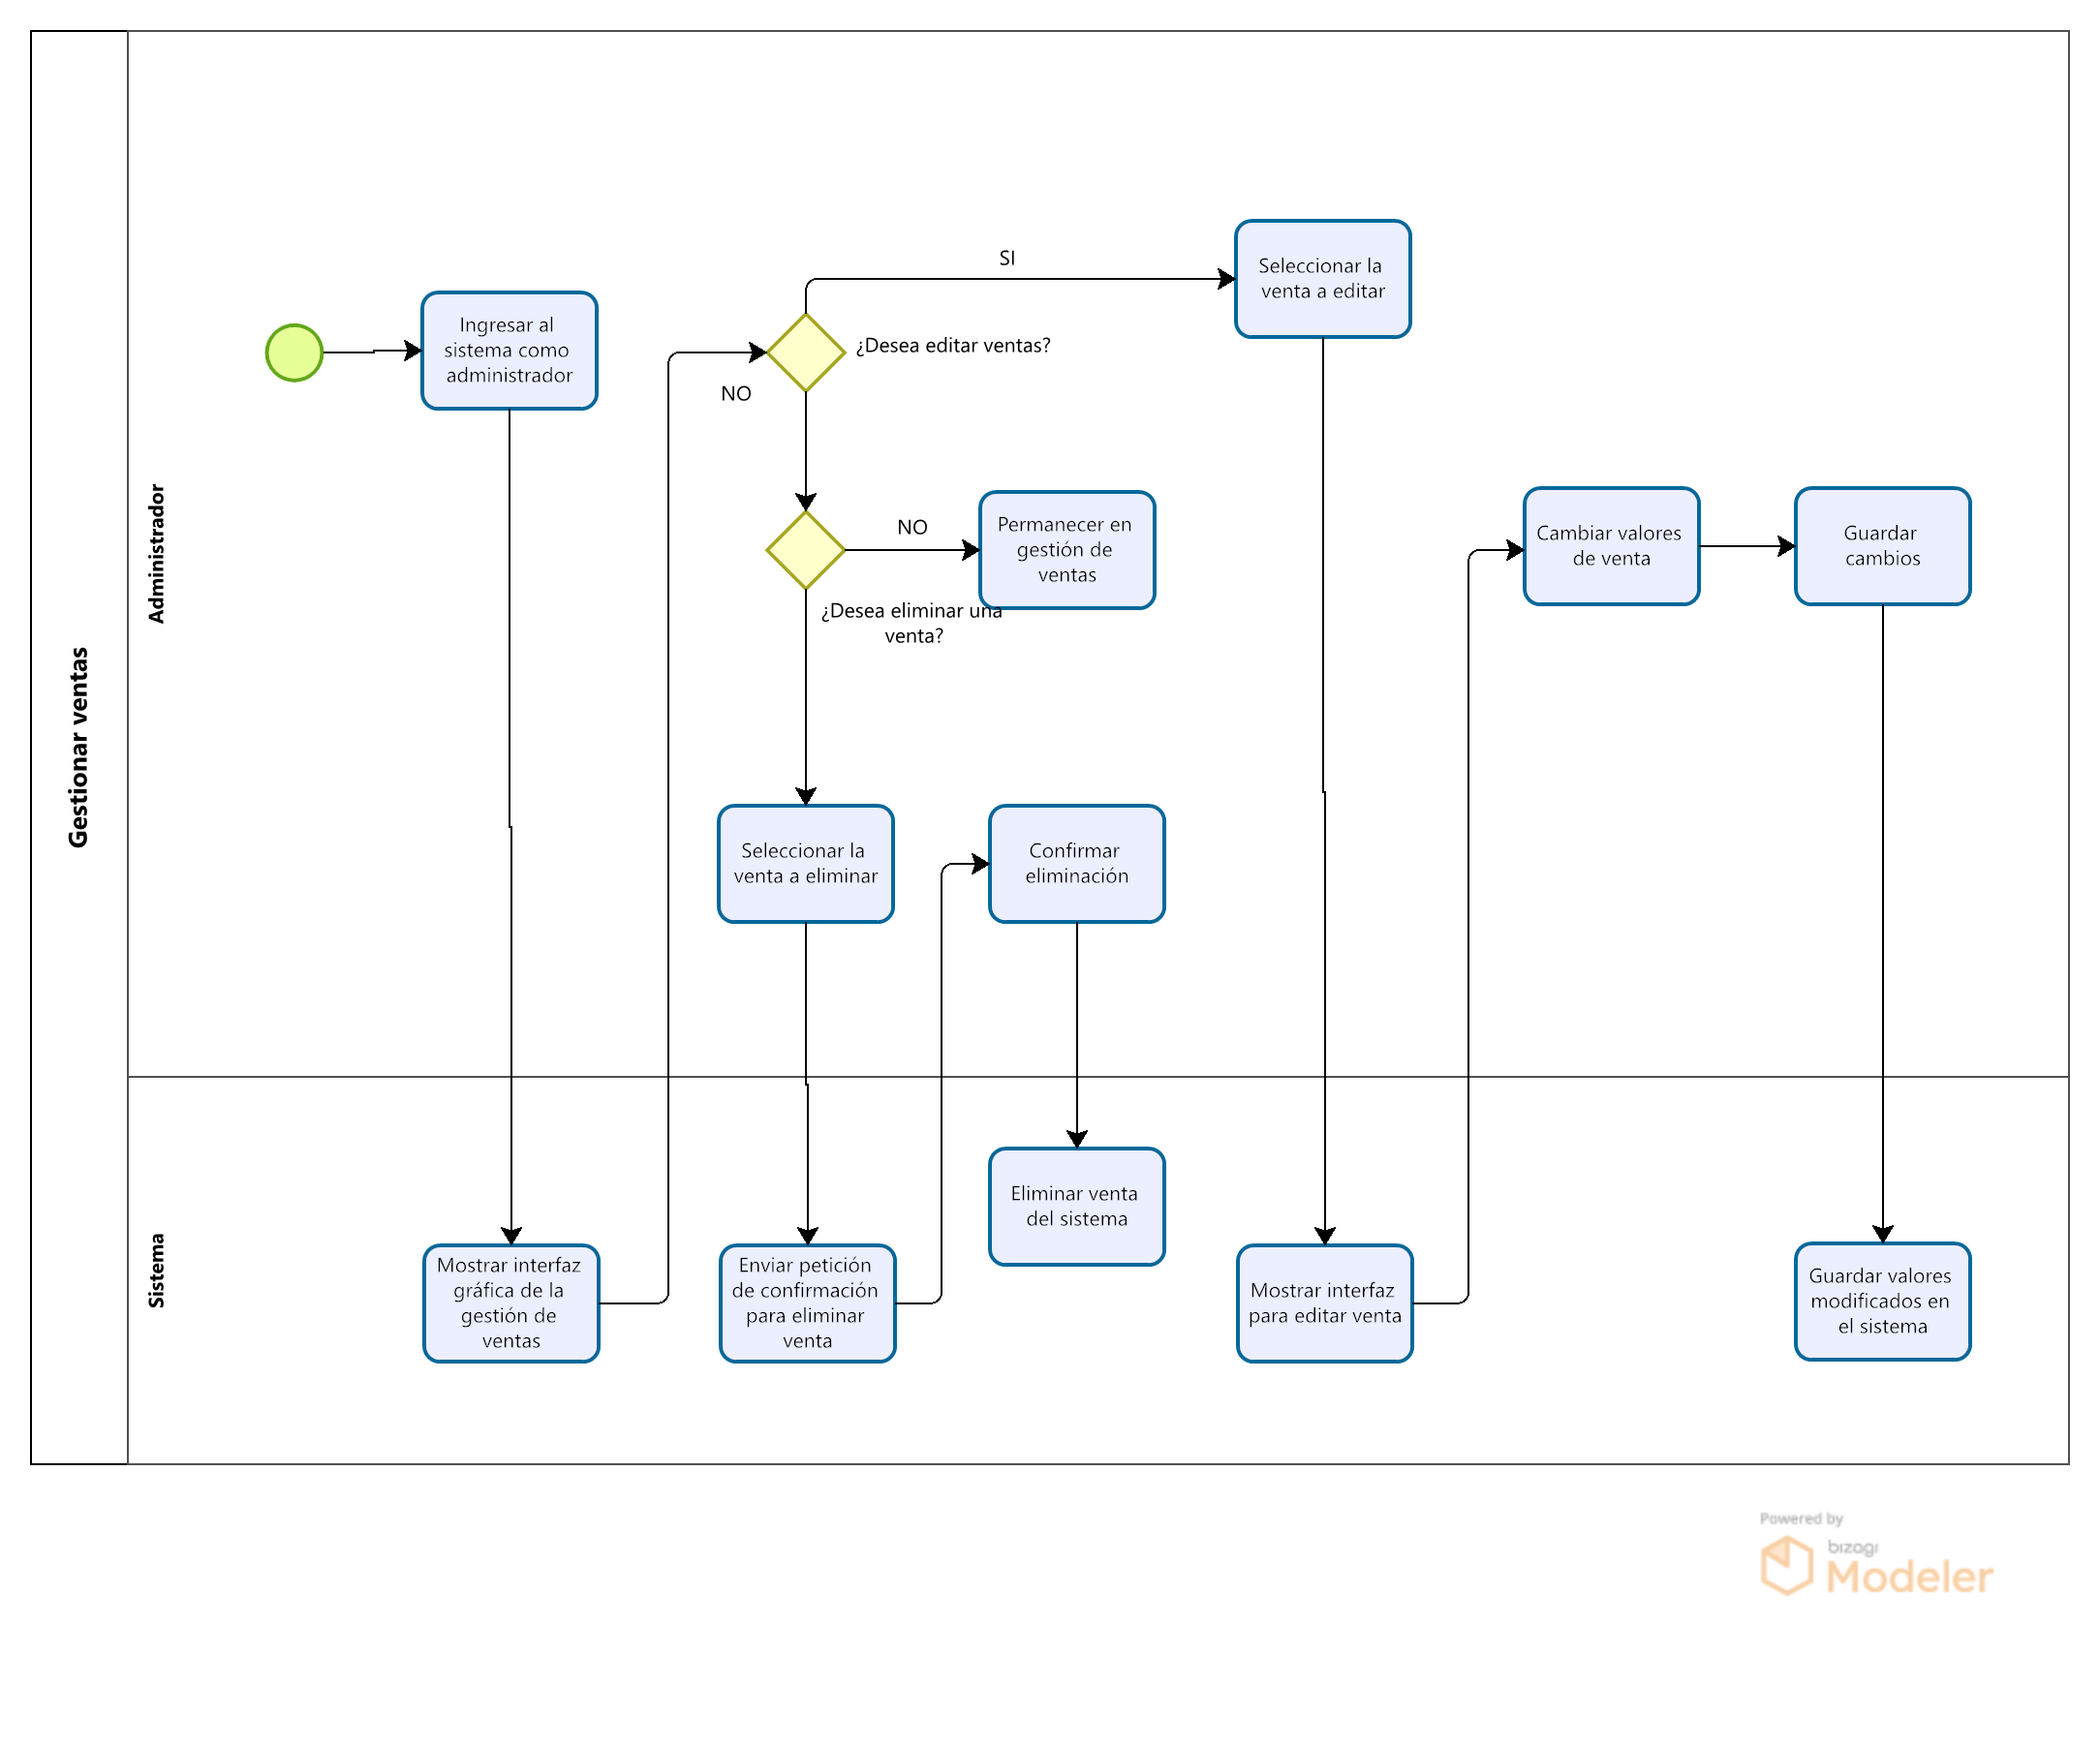 Gestionar ventas
Administrador
Ingresar al
sistema como
administrador
SI
¿Desea editar ventas?
NO
Seleccionar la
venta a editar
NO
Permanecer en
gestión de
ventas
¿Desea eliminar una
venta?
Cambiar valores
de venta
Guardar
cambios
Seleccionar la
venta a eliminar
Confirmar
eliminación
Sistema
Mostrar interfaz
gráfica de la
gestión de
ventas
Enviar petición
de confirmación
para eliminar
venta
Eliminar venta
del sistema
Mostrar interfaz
para editar venta
Guardar valores
modificados en
el sistema
Powered by
bizagi
Modeler